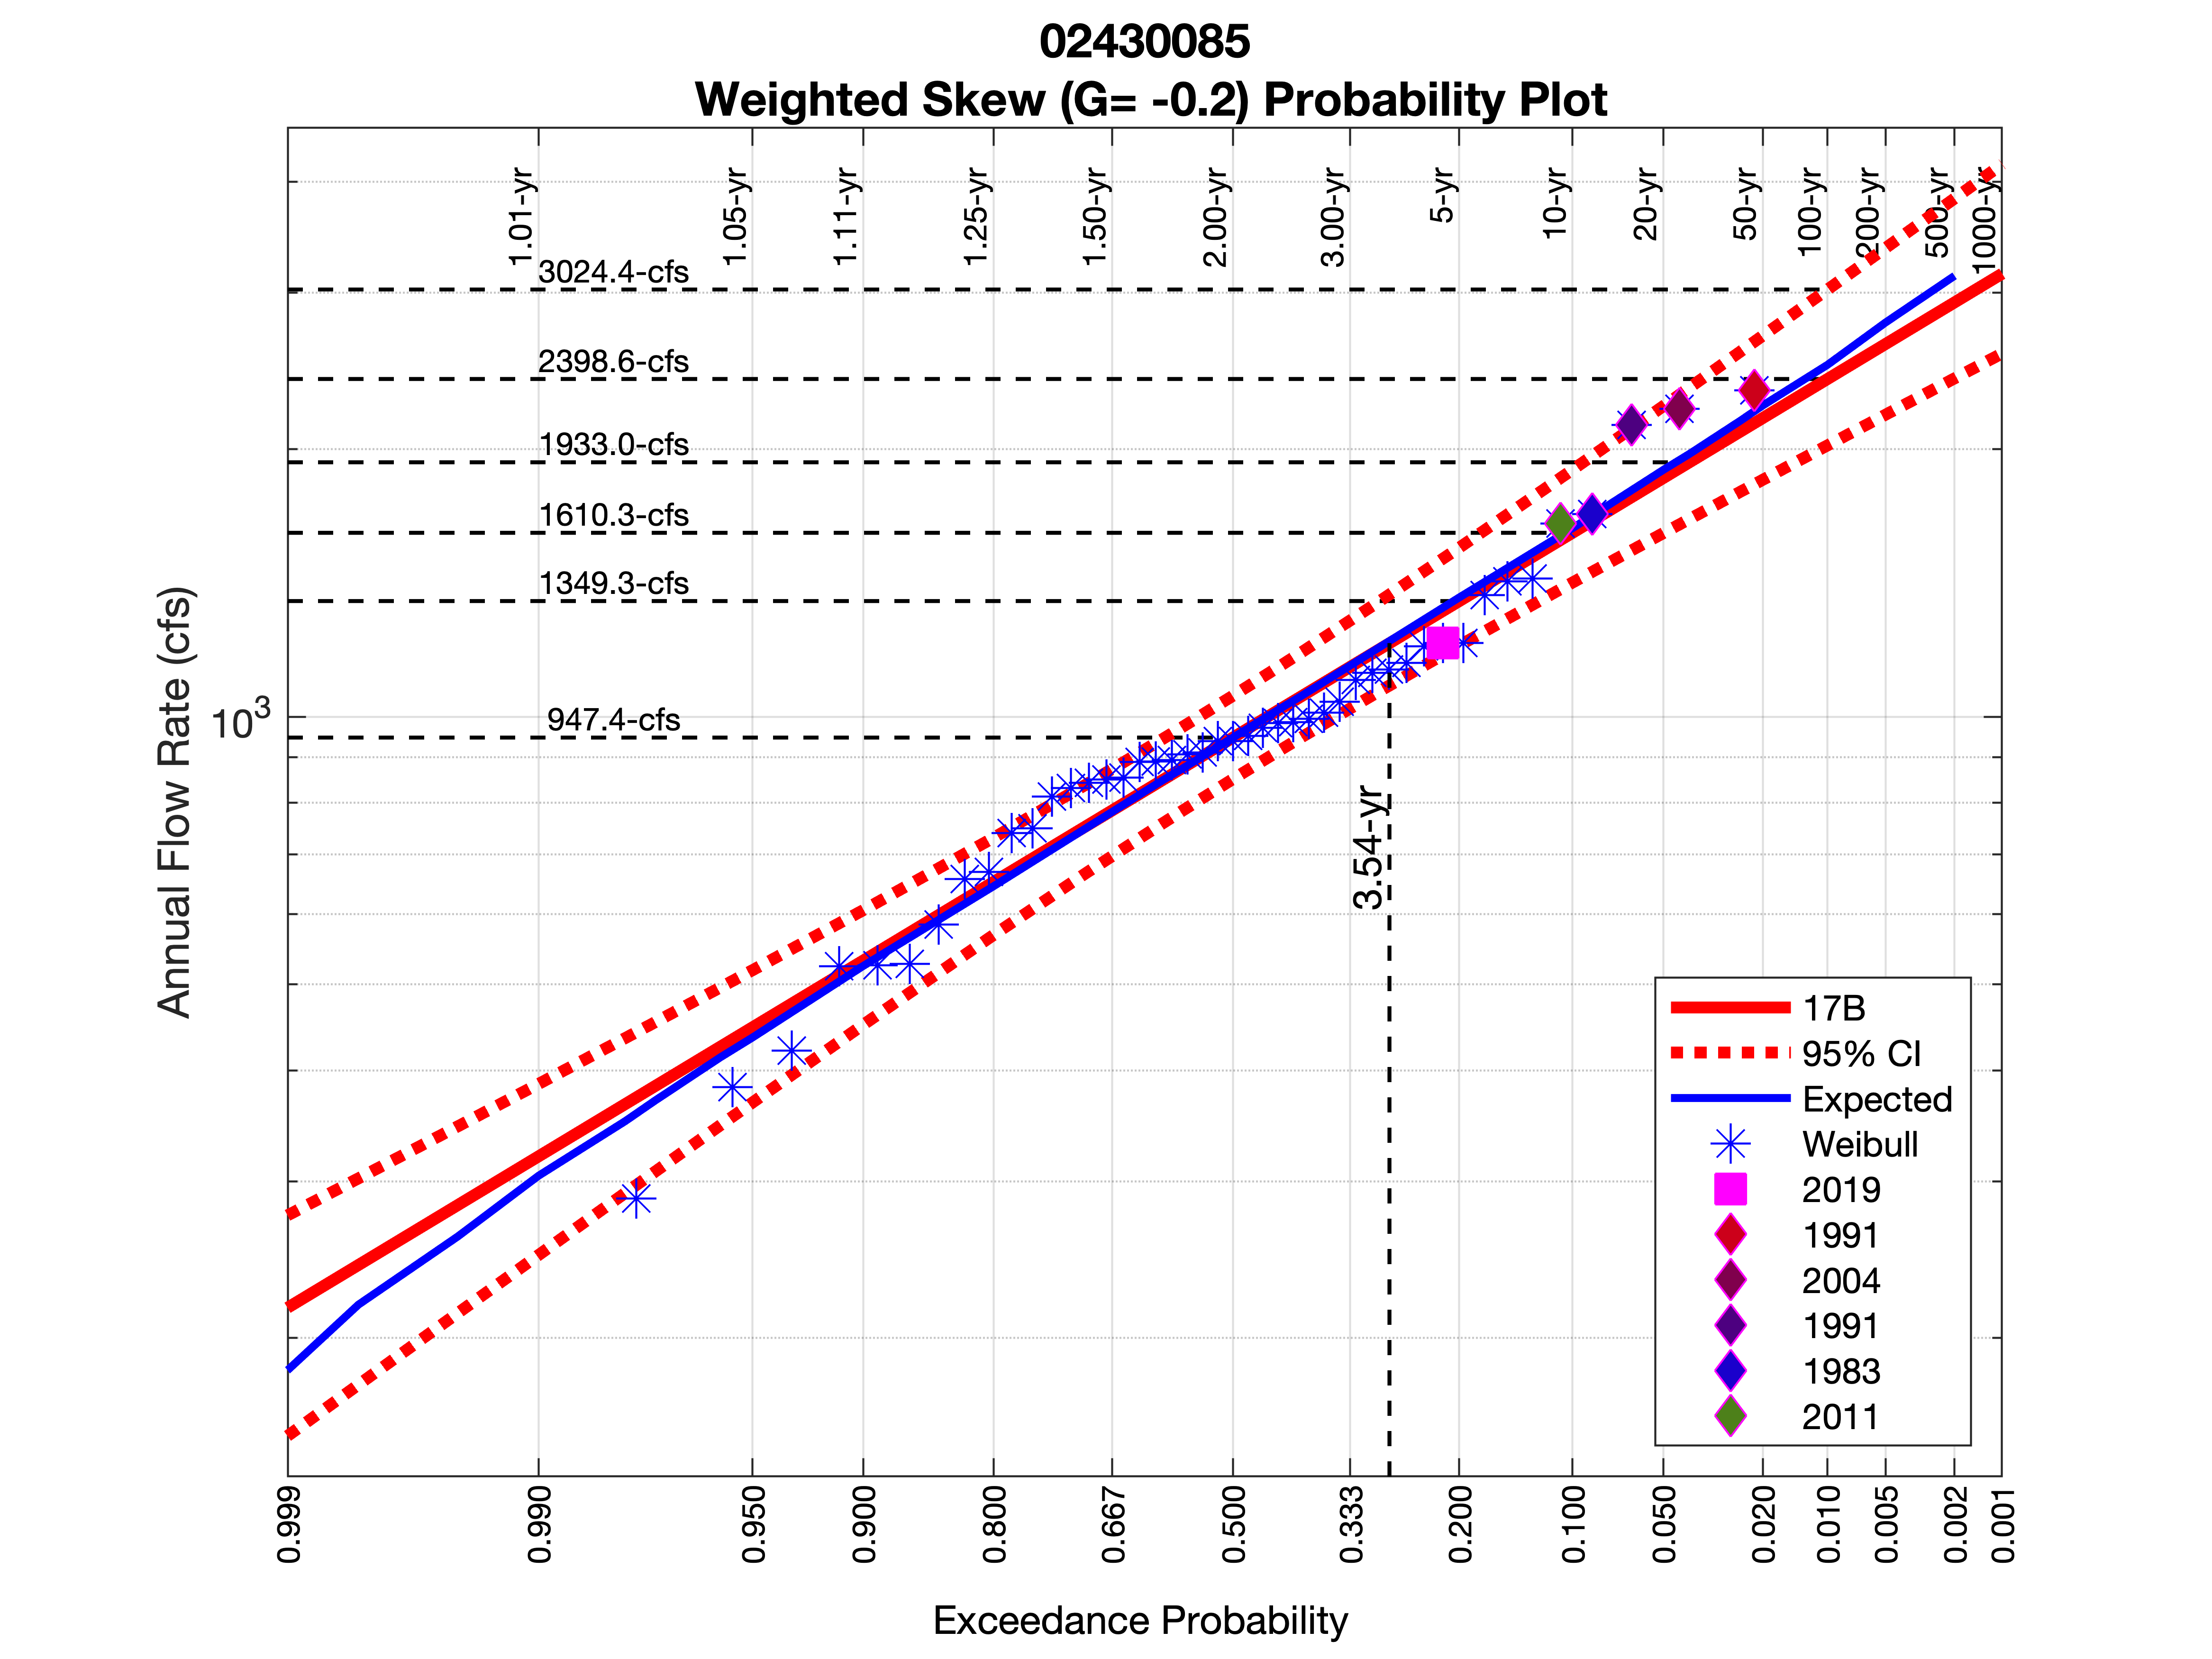 02430085
Weighted Skew (G= -0.2) Probability Plot
1.01-yr
1.05-yr
1.11-yr
1.25-yr
1.50-yr
2.00-yr
3.00-yr
5-yr
10-yr
20-yr
50-yr
100-yr
200-yr
500-yr
1000-yr
3024.4-cfs
2398.6-cfs
1933.0-cfs
1610.3-cfs
1349.3-cfs
947.4-cfs
10³
Annual Flow Rate (cfs)
3.54-yr
17B
95% CI
Expected
Weibull
2019
1991
2004
1991
1983
2011
0.999
0.990
0.950
0.900
0.800
0.667
0.500
0.333
0.200
0.100
0.050
0.020
0.010
0.005
0.002
0.001
Exceedance Probability